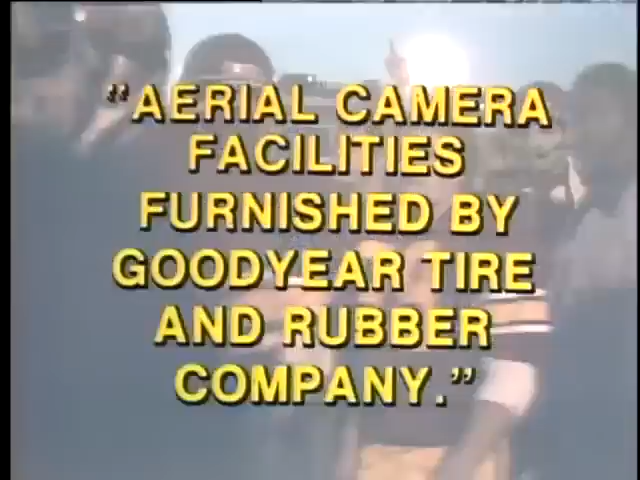 "AERIAL CAMERA
FACILITIES
FURNISHED BY
GOODYEAR TIRE
AND RUBBER
COMPANY."